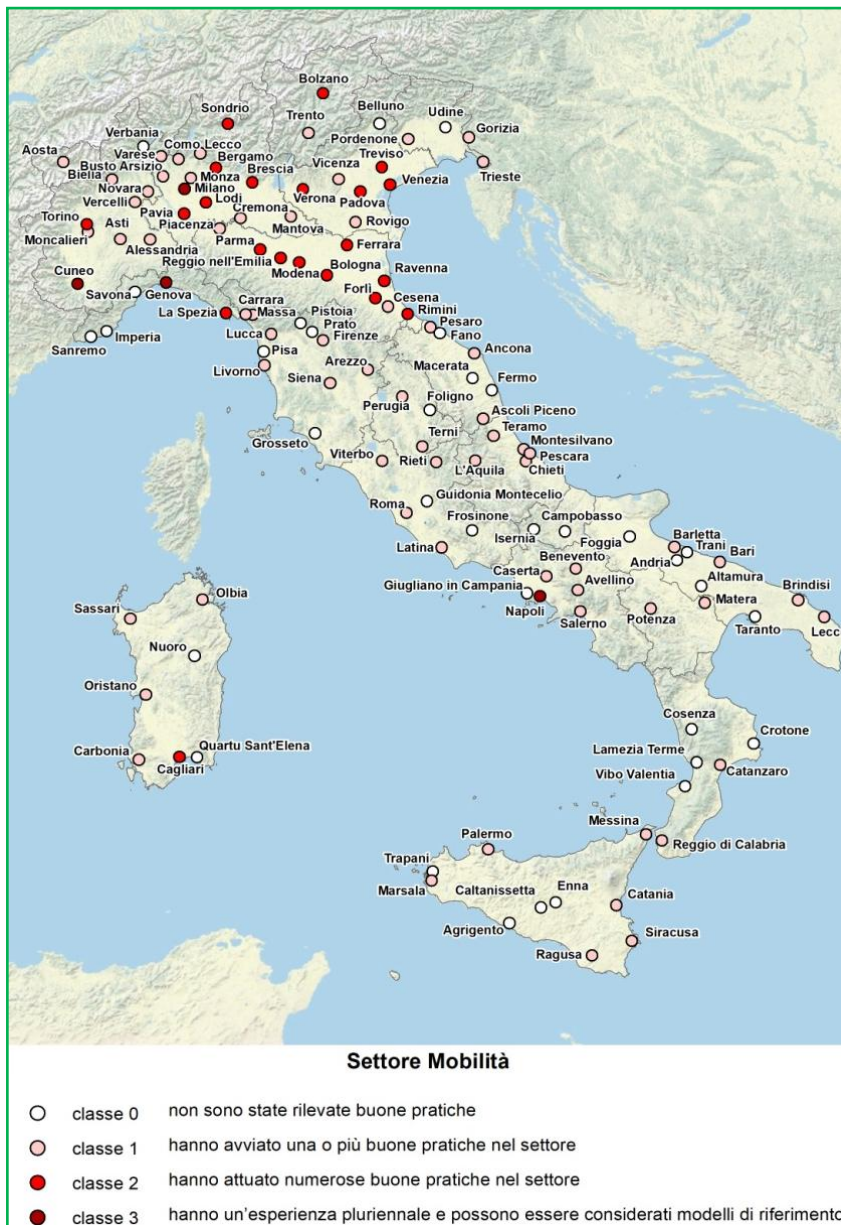 Bolzano
Sondrio
Belluno
Udine
Trento
Verbania
Pordenone
Gorizia
Aosta
Varese
Como
Lecco
Vicenza
Treviso
Busto Arsizio
Bergamo
Biella
Monza
Brescia
Venezia
Trieste
Novara
Milano
Verona
Padova
Vercelli
Lodi
Cremona
Torino
Pavia
Rovigo
Asti
Piacenza
Mantova
Moncalieri
Parma
Ferrara
Alessandria
Reggio nell'Emilia
Bologna
Cuneo
Modena
Ravenna
Savona
Genova
Forlì
Cesena
Carrara
Pistoia
La Spezia
Massa
Prato
Rimini
Pesaro
Imperia
Lucca
Firenze
Fano
Sanremo
Pisa
Ancona
Arezzo
Macerata
Livorno
Siena
Foligno
Fermo
Perugia
Ascoli Piceno
Terni
Teramo
Grosseto
Montesilvano
Viterbo
Rieti
Pescara
L'Aquila
Chieti
Guidonia Montecelio
Roma
Frosinone
Campobasso
Isernia
Foggia
Barletta
Trani
Latina
Benevento
Andria
Bari
Caserta
Avellino
Altamura
Giugliano in Campania
Brindisi
Olbia
Napoli
Matera
Sassari
Salerno
Potenza
Taranto
Lecc
Nuoro
Oristano
Cosenza
Quartu Sant'Elena
Crotone
Carbonia
Lamezia Terme
Cagliari
Vibo Valentia
Catanzaro
Messina
Palermo
Reggio di Calabria
Trapani
Marsala
Caltanissetta
Enna
Catania
Agrigento
Siracusa
Ragusa
Settore Mobilità
classe 0 non sono state rilevate buone pratiche
classe 1 hanno avviato una o più buone pratiche nel settore
classe 2 hanno attuato numerose buone pratiche nel settore
classe 3 hanno un'esperienza pluriennale e possono essere considerati modelli di riferimento